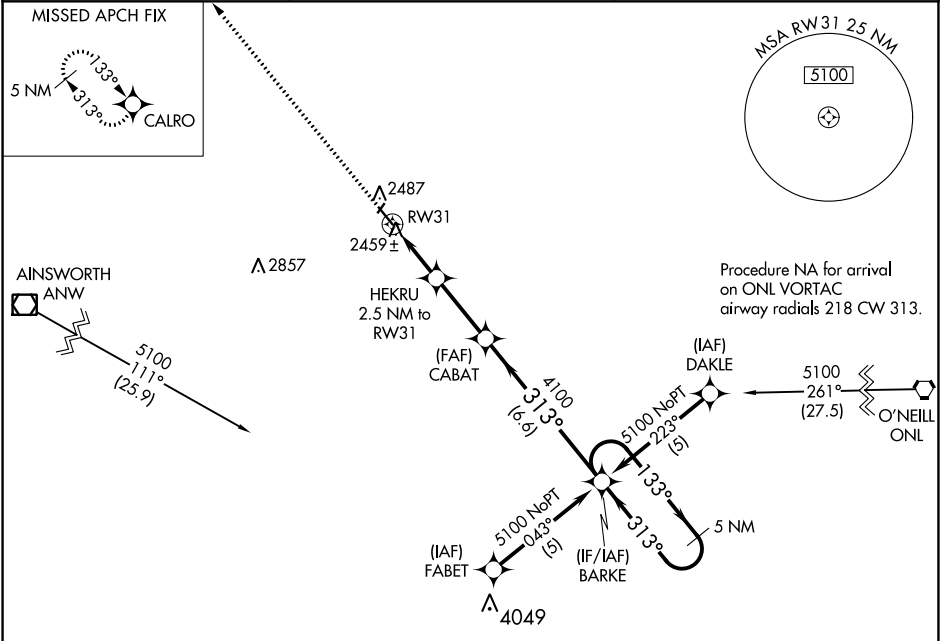 MISSED APCH FIX
5 NM
133°
313°
CALRO
MSA RW31 25 NM
5100
2487
RW31
2459±
2857
AINSWORTH
ANW
5100
111°
(25.9)
HEKRU
2.5 NM to
RW31
(FAF)
CABAT
4100
313°
(6.6)
Procedure NA for arrival
on ONL VORTAC
airway radials 218 CW 313.
(IAF)
DAKLE
5100
261°
(27.5)
O'NEILL
ONL
5100 NoPT
223°
(5)
133°
313°
5 NM
5100 NoPT
043°
(5)
(IAF)
FABET
(IF/IAF)
BARKE
4049